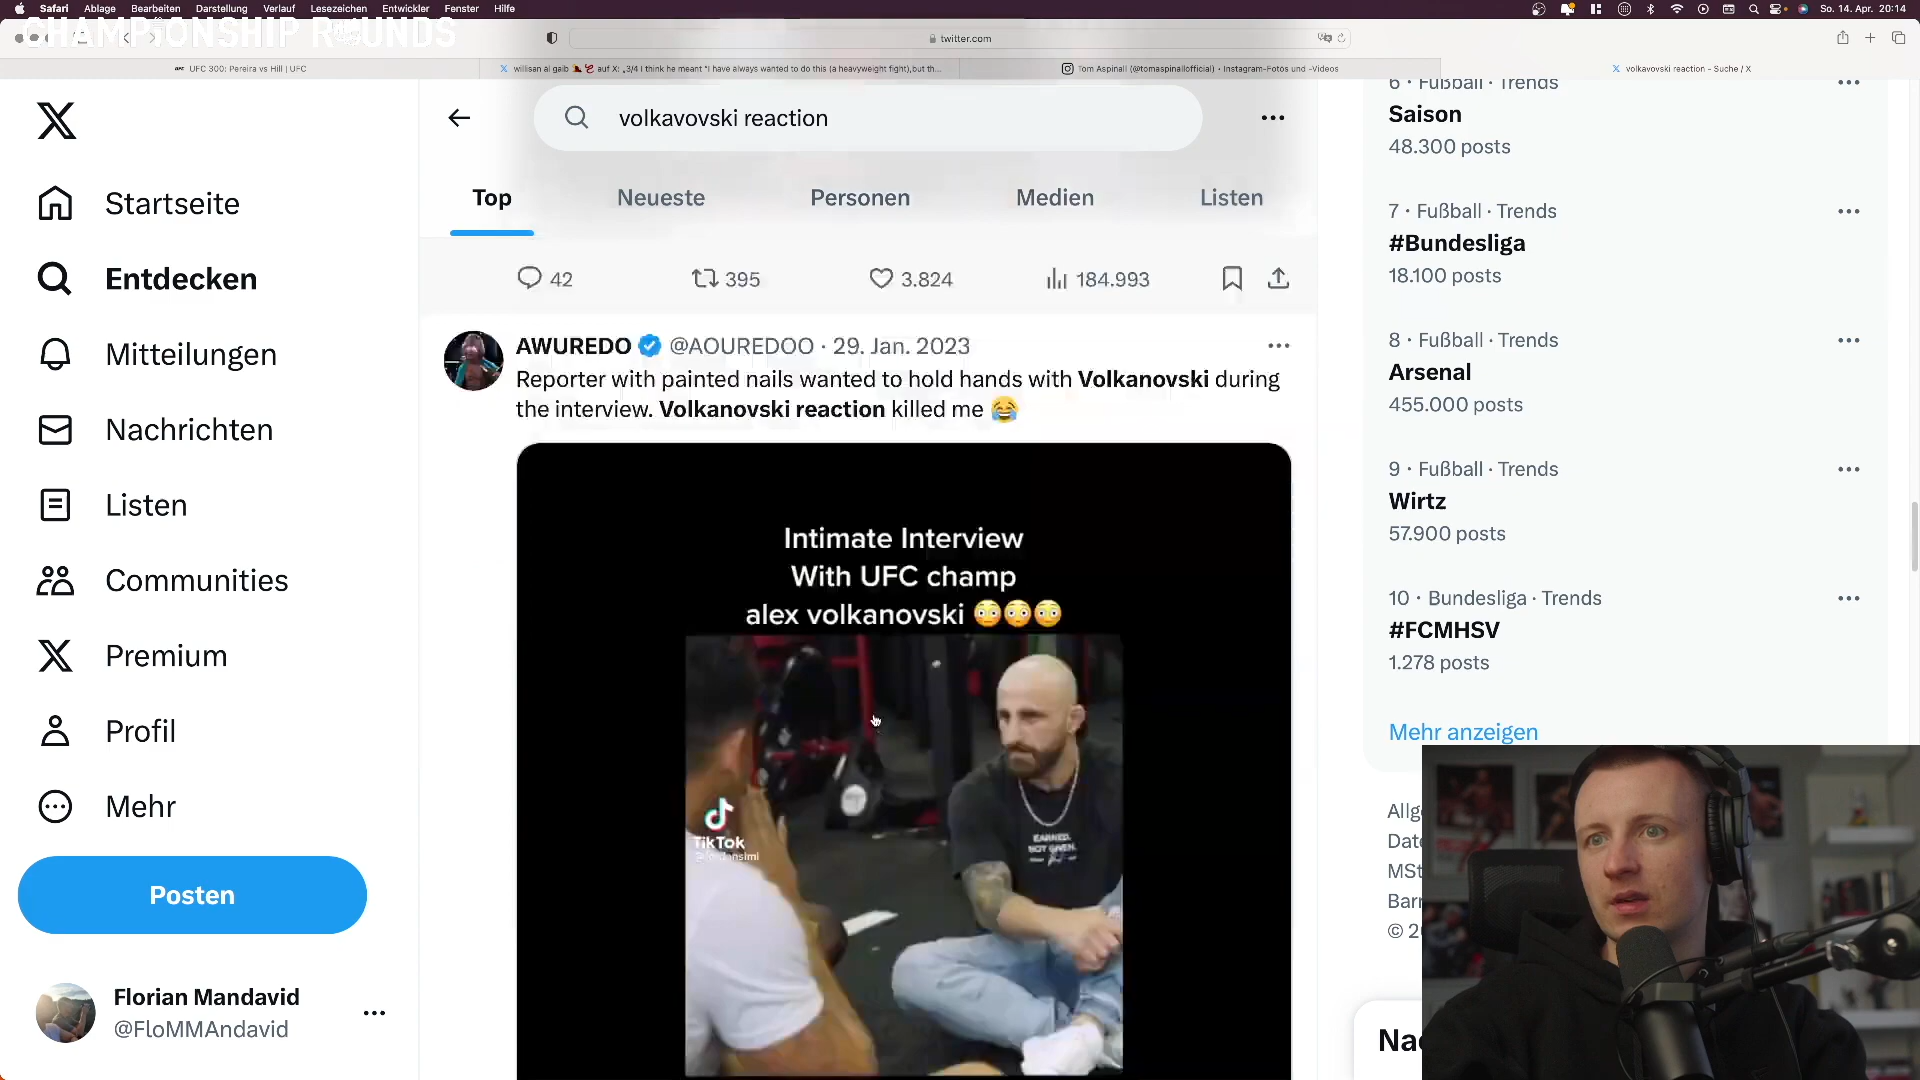 Safari Ablage Bearbeiten Darstellung Verlauf Lesezeichen Entwickler Fenster Hilfe
So. 14. Apr. 20:14
CHAMPIONSHIP ROUNDS
twitter.com
UFC 300: Pereira vs Hill | UFC
willisan al gaib auf X: „3/4 I think he meant "I have always wanted to do this (a heavyweight fight),but th...
Tom Aspinall (@tomaspinallofficial) • Instagram-Fotos und -Videos
volkavovski reaction - Suche / X
volkavovski reaction
Top
Neueste
Personen
Medien
Listen
Startseite
Entdecken
Mitteilungen
Nachrichten
Listen
Communities
Premium
Profil
Mehr
Posten
Florian Mandavid
@FloMMAndavid
42
395
3.824
184.993
AWUREDO @AOUREDOO · 29. Jan. 2023
Reporter with painted nails wanted to hold hands with Volkanovski during
the interview. Volkanovski reaction killed me 😂
Intimate Interview
With UFC champ
alex volkanovski 😳😳😳
TikTok
EARNED.
NOT GIVEN.
6 · Fußball · Trends
Saison
48.300 posts
7 · Fußball · Trends
#Bundesliga
18.100 posts
8 · Fußball · Trends
Arsenal
455.000 posts
9 · Fußball · Trends
Wirtz
57.900 posts
10 · Bundesliga · Trends
#FCMHSV
1.278 posts
Mehr anzeigen
Allg
Date
MSt
Barr
© 2
Nac